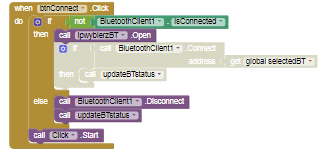 when btnConnect .Click
do if not BluetoothClient1 . IsConnected
then call lpwybierzBT .Open
if call BluetoothClient1 .Connect
address get global selectedBT
then call updateBTstatus
else call BluetoothClient1 .Disconnect
call updateBTstatus
call Click .Start